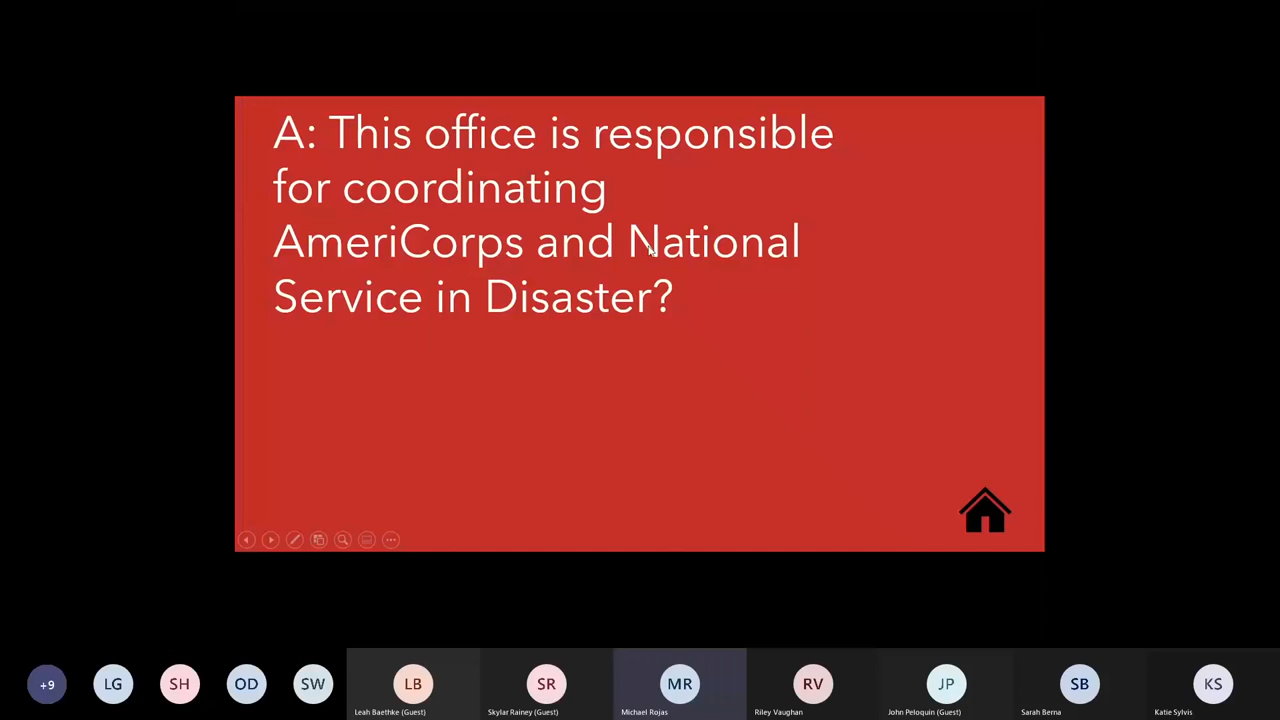 A: This office is responsible
for coordinating
AmeriCorps and National
Service in Disaster?
+9
LG
SH
OD
SW
LB
SR
MR
RV
JP
SB
KS
Leah Baethke (Guest)
Skylar Rainey (Guest)
Michael Rojas
Riley Vaughan
John Peloquin (Guest)
Sarah Berna
Katie Sylvis